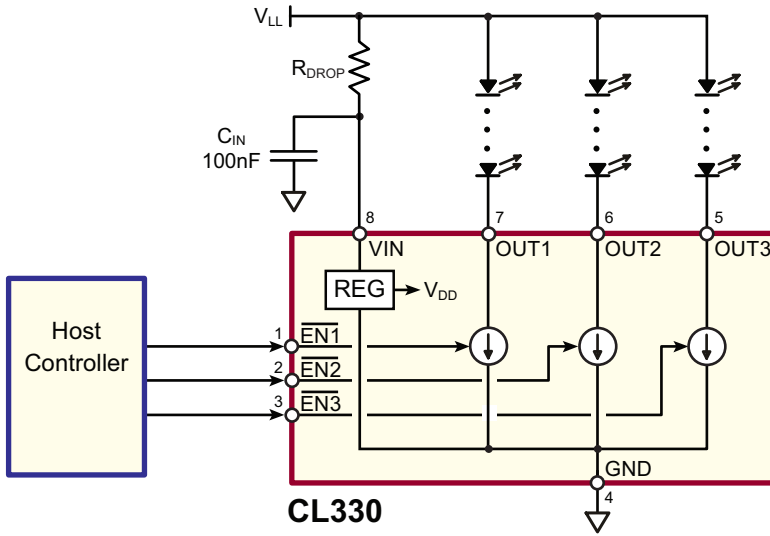 VLL
RDROP
CIN
100nF
8
7
6
5
VIN
OUT1
OUT2
OUT3
REG
VDD
Host
Controller
1
EN1
2
EN2
3
EN3
GND
4
CL330